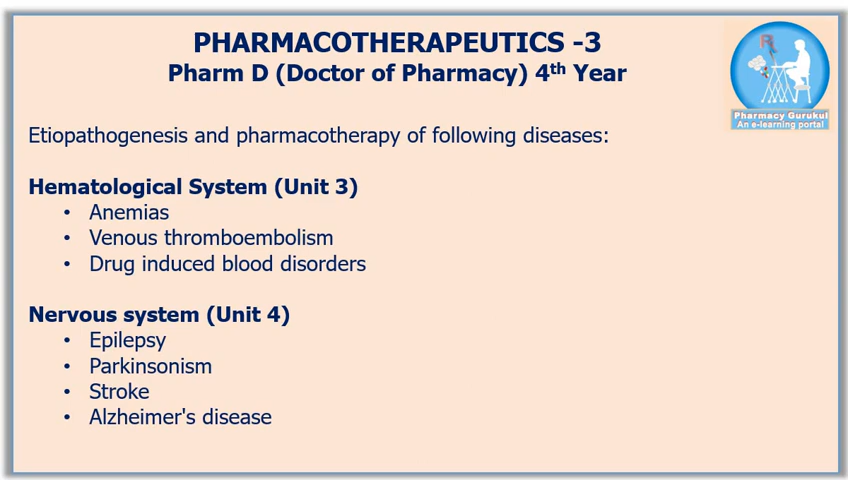 PHARMACOTHERAPEUTICS -3
Pharm D (Doctor of Pharmacy) 4th Year
Pharmacy Gurukul
An e-learning portal
Etiopathogenesis and pharmacotherapy of following diseases:
Hematological System (Unit 3)
• Anemias
• Venous thromboembolism
• Drug induced blood disorders
Nervous system (Unit 4)
• Epilepsy
• Parkinsonism
• Stroke
• Alzheimer's disease